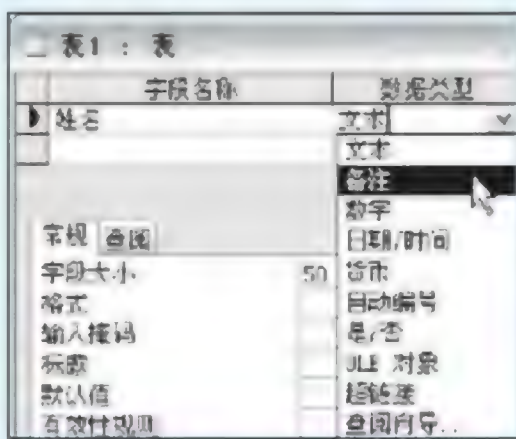 表1 : 表
字段名称 数据类型
姓名 文本
文本
备注
数字
日期/时间
货币
自动编号
是/否
OLE 对象
超链接
查阅向导...
常规 查阅
字段大小 50
格式
输入掩码
标题
默认值
有效性规则